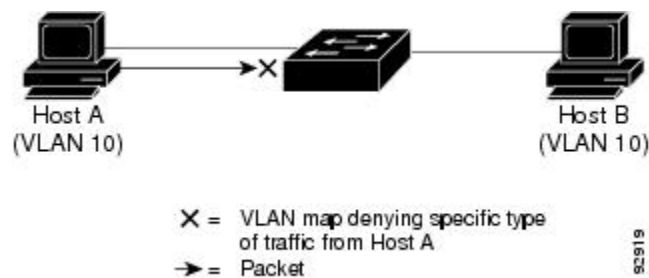 Host A
(VLAN 10)
Host B
(VLAN 10)
X = VLAN map denying specific type
of traffic from Host A
→ = Packet
92919